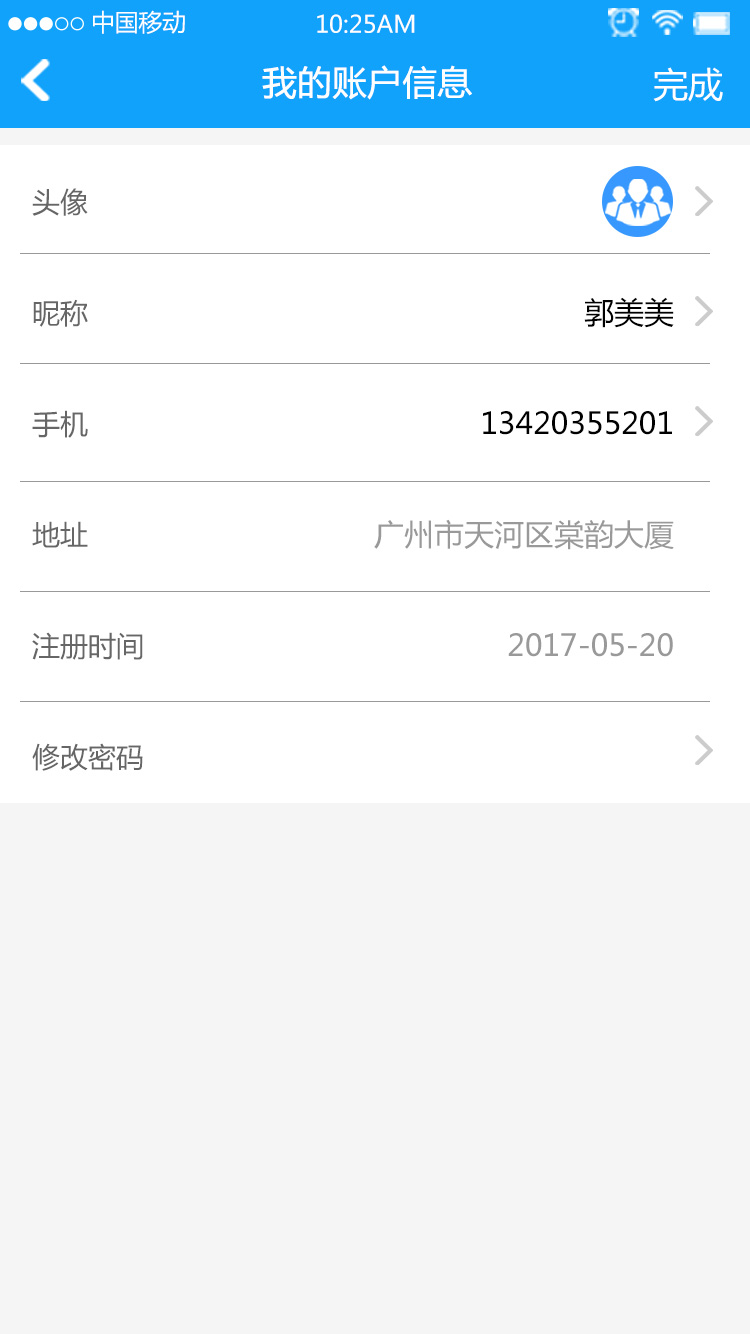 中国移动 10:25AM
我的账户信息 完成
头像
昵称 郭美美
手机 13420355201
地址 广州市天河区棠韵大厦
注册时间 2017-05-20
修改密码